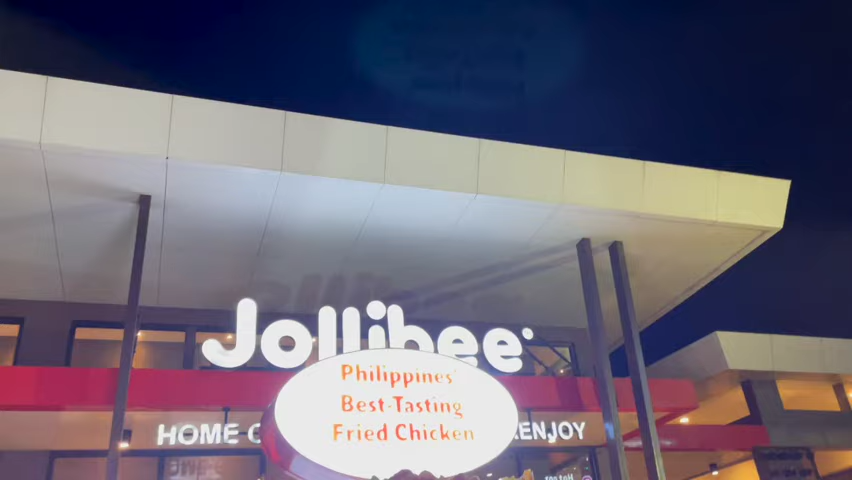 Jollibee
Philippines'
Best-Tasting
Fried Chicken
HOME
ENJOY